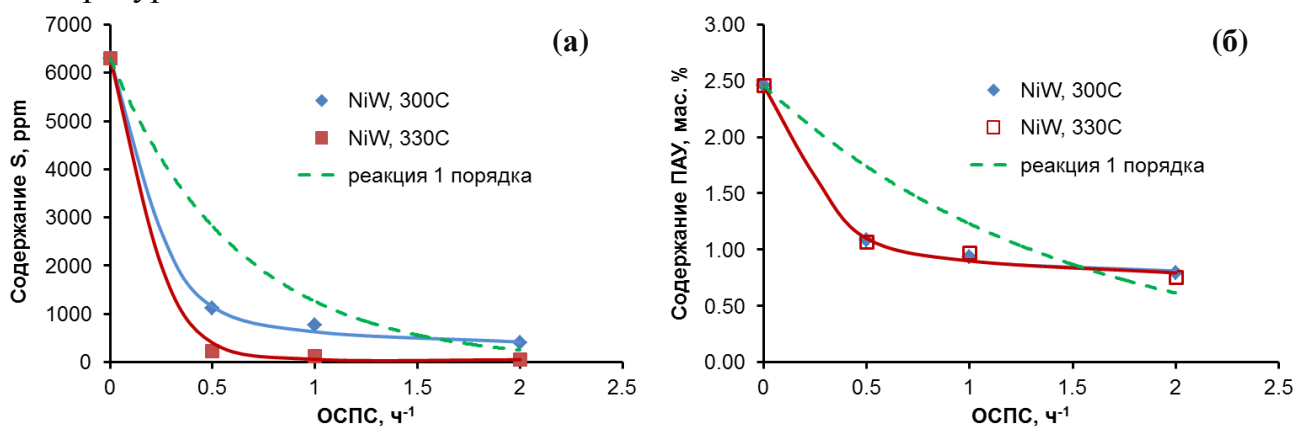 (а)
Содержание S, ppm
7000
6000
5000
4000
3000
2000
1000
0
0
0.5
1
1.5
2
2.5
ОСПС, ч-1
NiW, 300C
NiW, 330C
реакция 1 порядка
(б)
Содержание ПАУ, мас. %
3.00
2.50
2.00
1.50
1.00
0.50
0.00
0
0.5
1
1.5
2
2.5
ОСПС, ч-1
NiW, 300C
NiW, 330C
реакция 1 порядка